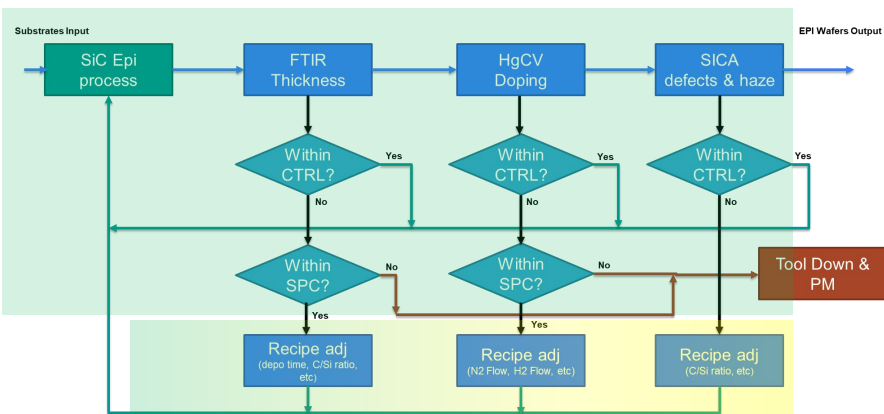 Substrates Input
EPI Wafers Output
SiC Epi
process
FTIR
Thickness
HgCV
Doping
SICA
defects & haze
Within
CTRL?
Yes
Within
CTRL?
Yes
Within
CTRL?
Yes
No
No
No
Within
SPC?
No
Within
SPC?
No
Tool Down &
PM
Yes
Yes
Recipe adj
(depo time, C/Si ratio,
etc)
Recipe adj
(N2 Flow, H2 Flow, etc)
Recipe adj
(C/Si ratio, etc)